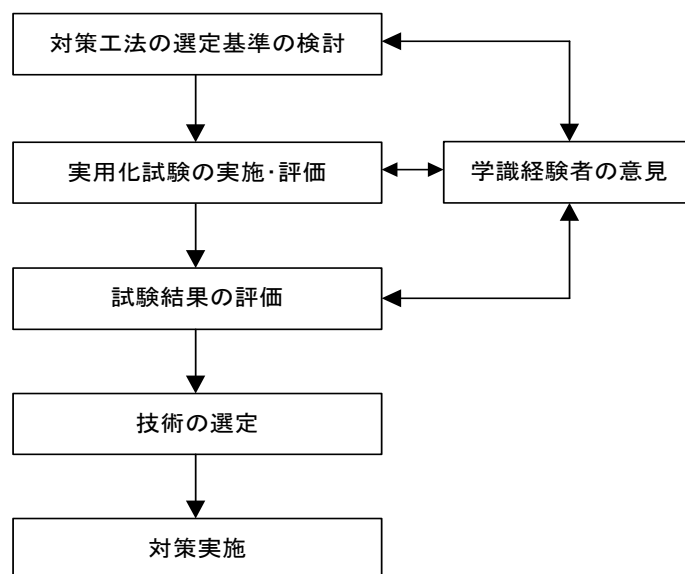 対策工法の選定基準の検討
実用化試験の実施・評価
学識経験者の意見
試験結果の評価
技術の選定
対策実施